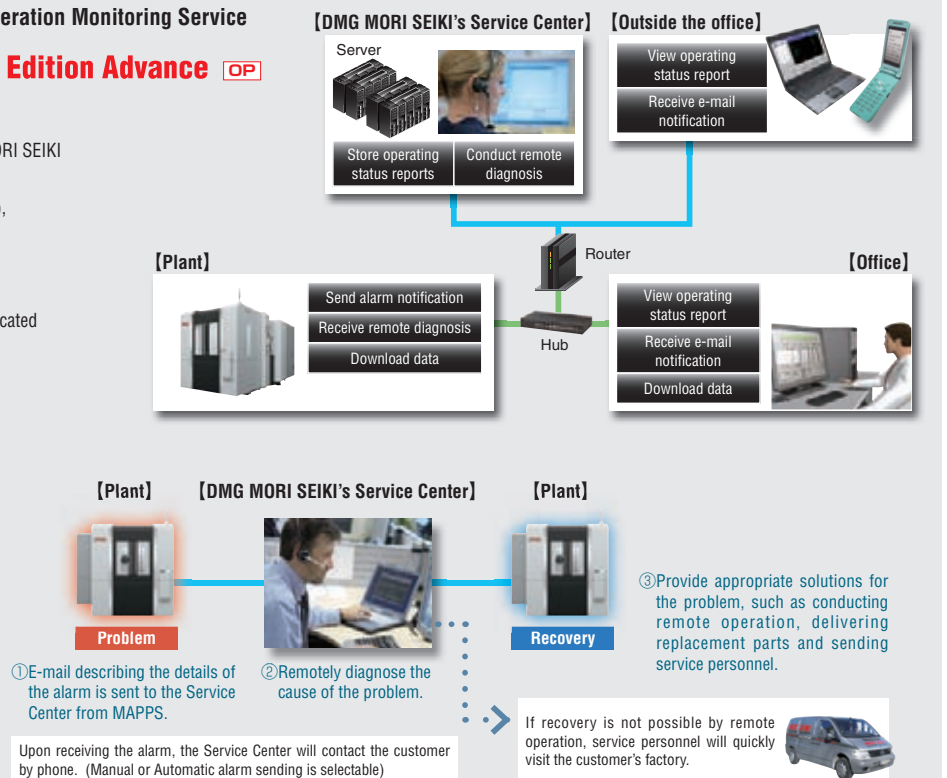 eration Monitoring Service
Edition Advance OP
RI SEIKI
),
cated
【DMG MORI SEIKI's Service Center】
Server
Store operating
status reports
Conduct remote
diagnosis
【Outside the office】
View operating
status report
Receive e-mail
notification
Router
Hub
【Plant】
Send alarm notification
Receive remote diagnosis
Download data
【Office】
View operating
status report
Receive e-mail
notification
Download data
【Plant】
Problem
①E-mail describing the details of
the alarm is sent to the Service
Center from MAPPS.
【DMG MORI SEIKI's Service Center】
②Remotely diagnose the
cause of the problem.
【Plant】
Recovery
③Provide appropriate solutions for
the problem, such as conducting
remote operation, delivering
replacement parts and sending
service personnel.
Upon receiving the alarm, the Service Center will contact the customer
by phone. (Manual or Automatic alarm sending is selectable)
If recovery is not possible by remote
operation, service personnel will quickly
visit the customer's factory.